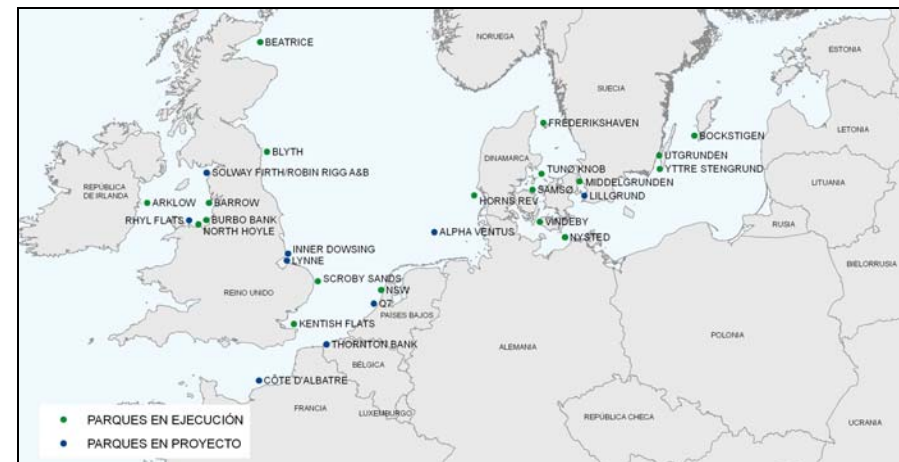 BEATRICE
NORUEGA
ESTONIA
SUECIA
FREDERIKSHAVEN
BOCKSTIGEN
LETONIA
BLYTH
UTGRUNDEN
DINAMARCA
SOLWAY FIRTH/ROBIN RIGG A&B
TUNØ KNOB
YTTRE STENGRUND
MIDDELGRUNDEN
LITUANIA
REPÚBLICA
DE IRLANDA
SAMSØ
LILLGRUND
ARKLOW
BARROW
HORNS REV
RHYL FLATS
BURBO BANK
NORTH HOYLE
VINDEBY
RUSIA
ALPHA VENTUS
NYSTED
INNER DOWSING
LYNNE
BIELORRUSIA
SCROBY SANDS
REINO UNIDO
NSW
Q7
PAISES BAJOS
KENTISH FLATS
POLONIA
THORNTON BANK
ALEMANIA
BÉLGICA
CÔTE D'ALBATRE
FRANCIA
LUXEMBURGO
REPÚBLICA CHECA
UCRANIA
PARQUES EN EJECUCIÓN
PARQUES EN PROYECTO